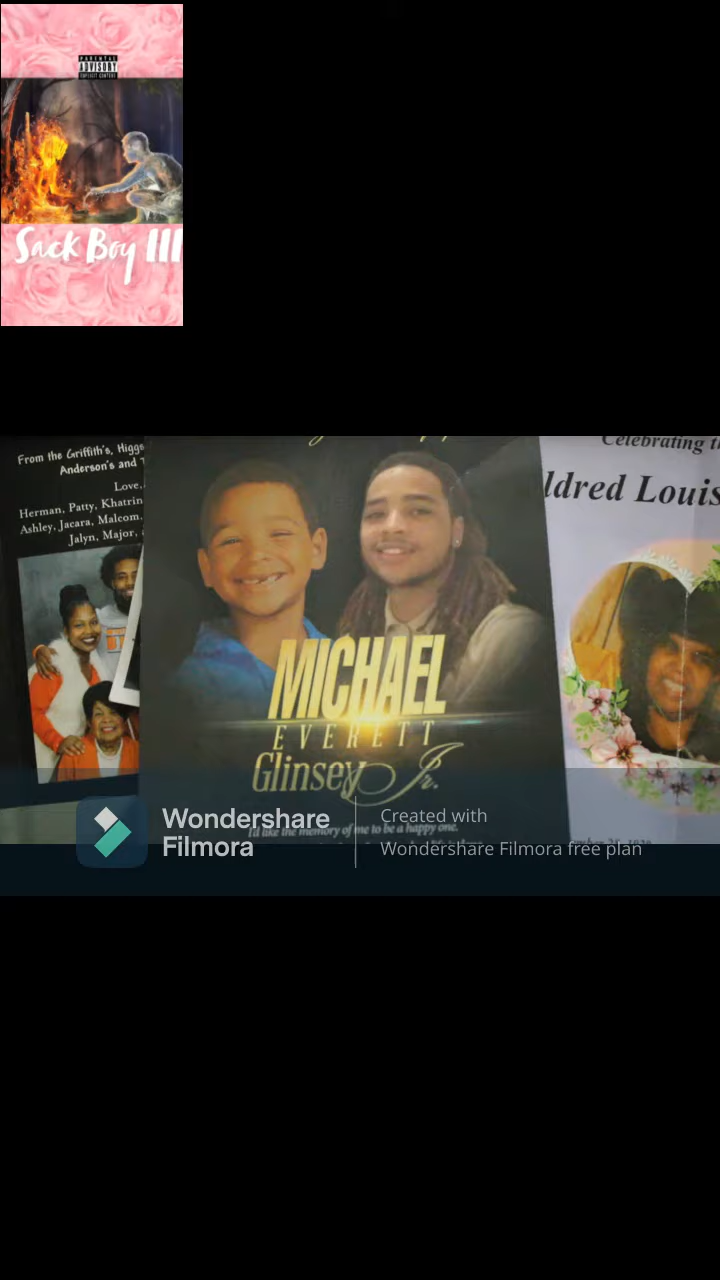 PARENTAL
ADVISORY
EXPLICIT CONTENT
Sack Boy III
From the Griffith's, Higgs
Anderson's and
Love,
Herman, Patty, Khatrin
Ashley, Jacara, Malcom,
Jalyn, Major,
MICHAEL
EVERETT
Glinsey Jr.
I'd like the memory of me to be a happy one.
Celebrating th
ldred Louis
Wondershare
Filmora
Created with
Wondershare Filmora free plan